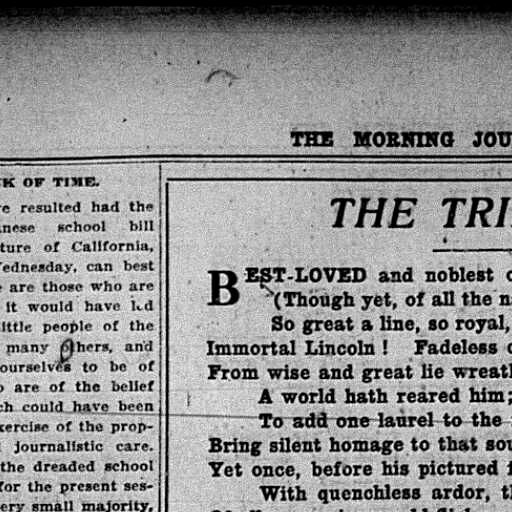 THE MORNING JOU
K OF TIME.
e resulted had the
nese school bill
ture of California,
ednesday, can best
are those who are
it would have led
ittle people of the
many hers, and
ourselves to be of
are of the belief
ch could have been
xercise of the prop-
journalistic care.
the dreaded school
for the present ses-
ery small majority,
THE TRI
BEST-LOVED and noblest
(Though yet, of all the n
So great a line, so royal,
Immortal Lincoln! Fadeless
From wise and great lie wreat
A world hath reared him;
To add one laurel to the
Bring silent homage to that sou
Yet once, before his pictured
With quenchless ardor, t